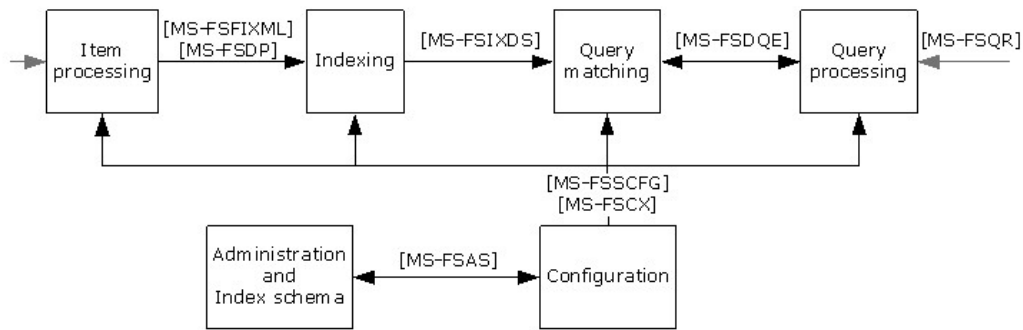 Item
processing
[MS-FSFIXML]
[MS-FSDP]
Indexing
[MS-FSIXDS]
Query
matching
[MS-FSDQE]
Query
processing
[MS-FSQR]
[MS-FSSCFG]
[MS-FSCX]
Administration
and
Index schema
[MS-FSAS]
Configuration